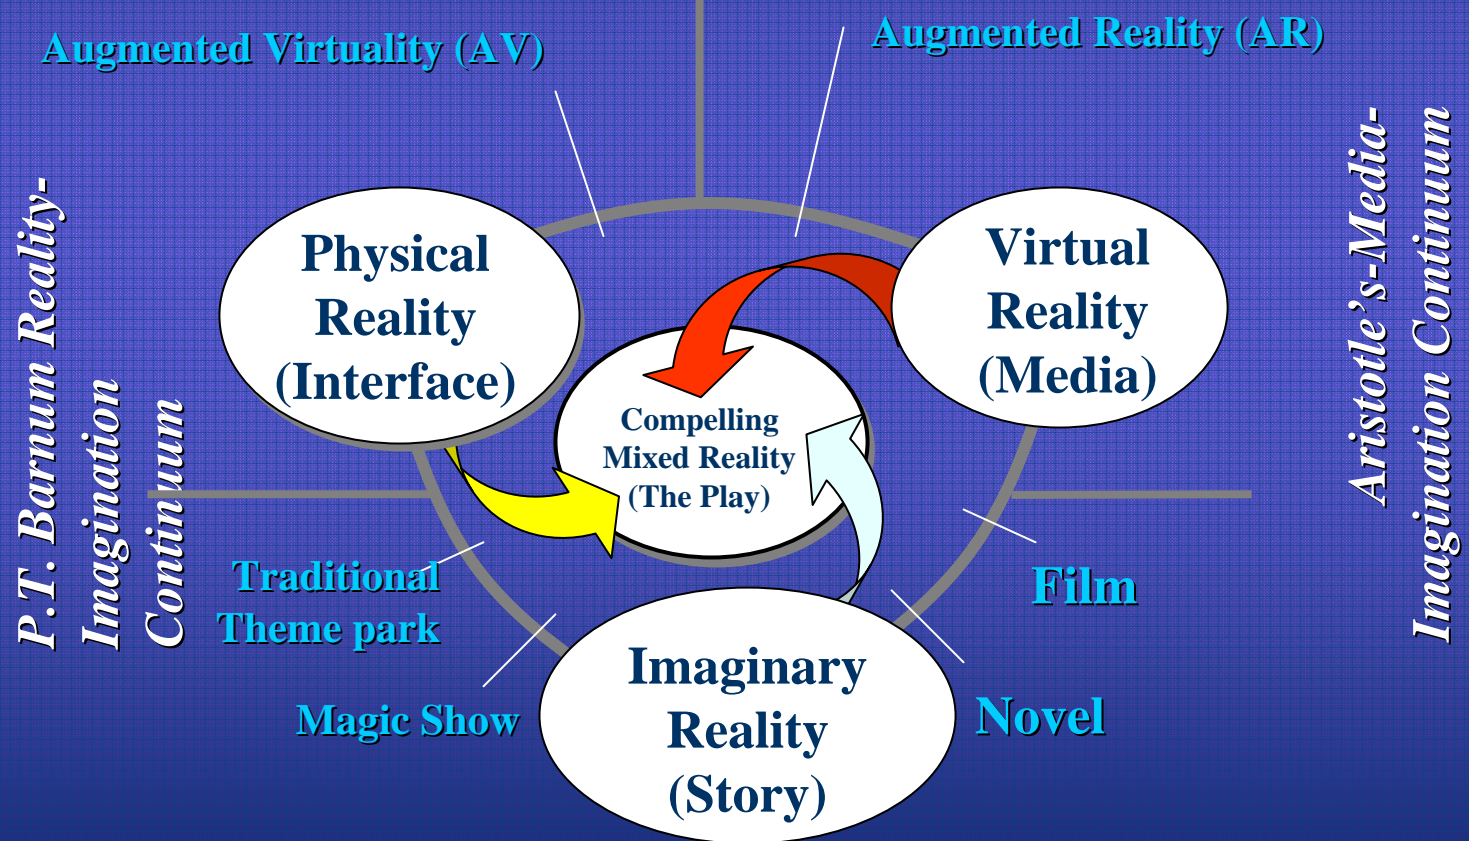 Augmented Virtuality (AV)
Augmented Reality (AR)
P.T. Barnum Reality-
Imagination
Continuum
Physical
Reality
(Interface)
Virtual
Reality
(Media)
Aristotle’s-Media-
Imagination Continuum
Compelling
Mixed Reality
(The Play)
Traditional
Theme park
Film
Magic Show
Imaginary
Reality
(Story)
Novel